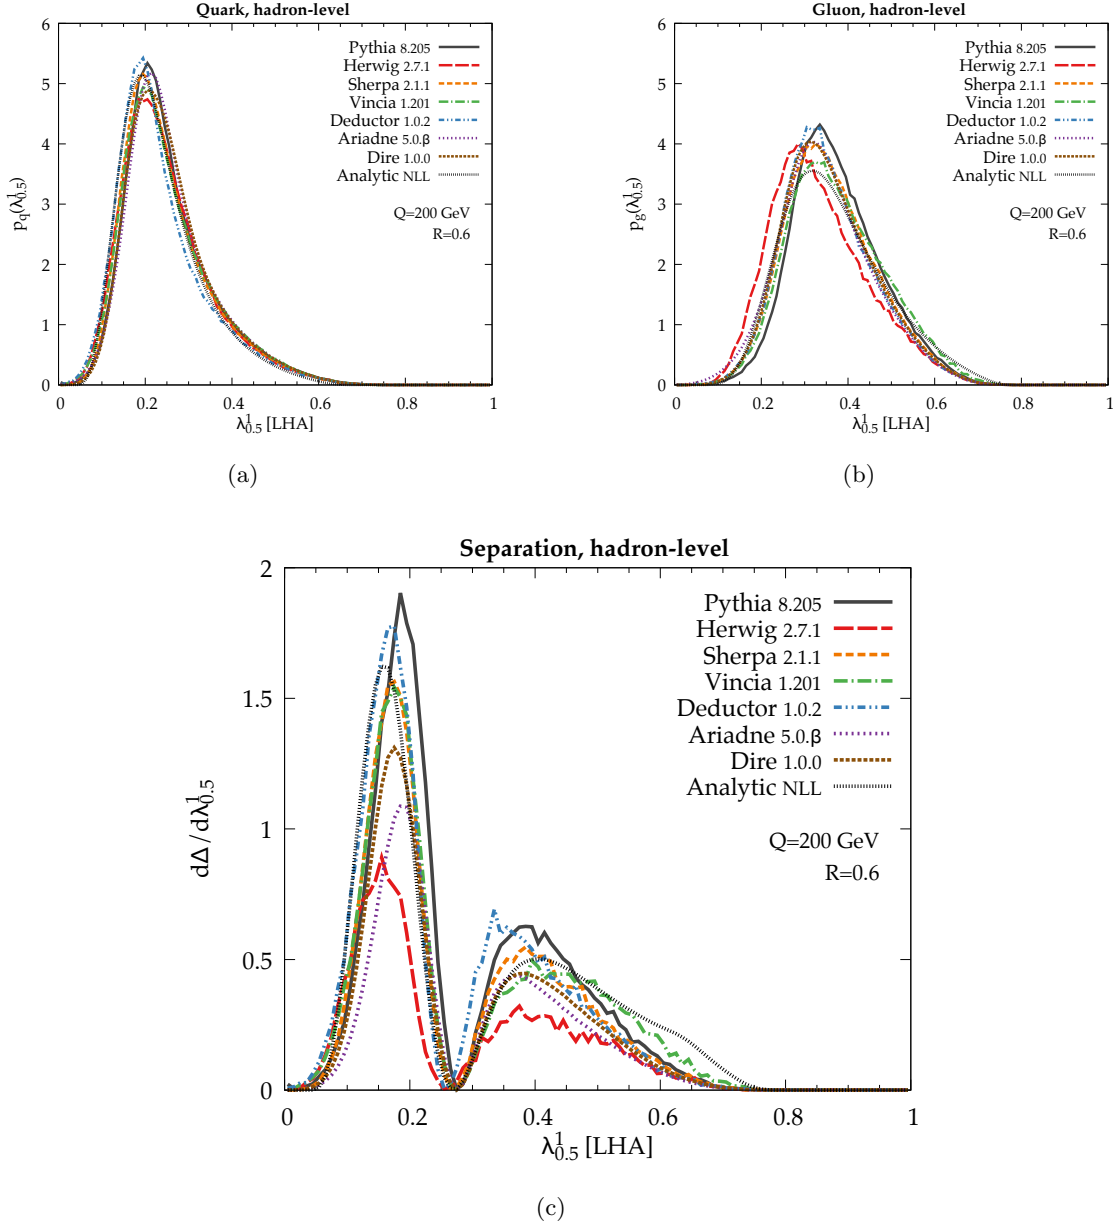 Quark, hadron-level
p_q(λ^1_0.5)
6
5
4
3
2
1
0
Pythia 8.205
Herwig 2.7.1
Sherpa 2.1.1
Vincia 1.201
Deductor 1.0.2
Ariadne 5.0.β
Dire 1.0.0
Analytic NLL
Q=200 GeV
R=0.6
0 0.2 0.4 0.6 0.8 1
λ^1_0.5 [LHA]
(a)
Gluon, hadron-level
p_g(λ^1_0.5)
6
5
4
3
2
1
0
Pythia 8.205
Herwig 2.7.1
Sherpa 2.1.1
Vincia 1.201
Deductor 1.0.2
Ariadne 5.0.β
Dire 1.0.0
Analytic NLL
Q=200 GeV
R=0.6
0 0.2 0.4 0.6 0.8 1
λ^1_0.5 [LHA]
(b)
Separation, hadron-level
dΔ/dλ^1_0.5
2
1.5
1
0.5
0
Pythia 8.205
Herwig 2.7.1
Sherpa 2.1.1
Vincia 1.201
Deductor 1.0.2
Ariadne 5.0.β
Dire 1.0.0
Analytic NLL
Q=200 GeV
R=0.6
0 0.2 0.4 0.6 0.8 1
λ^1_0.5 [LHA]
(c)